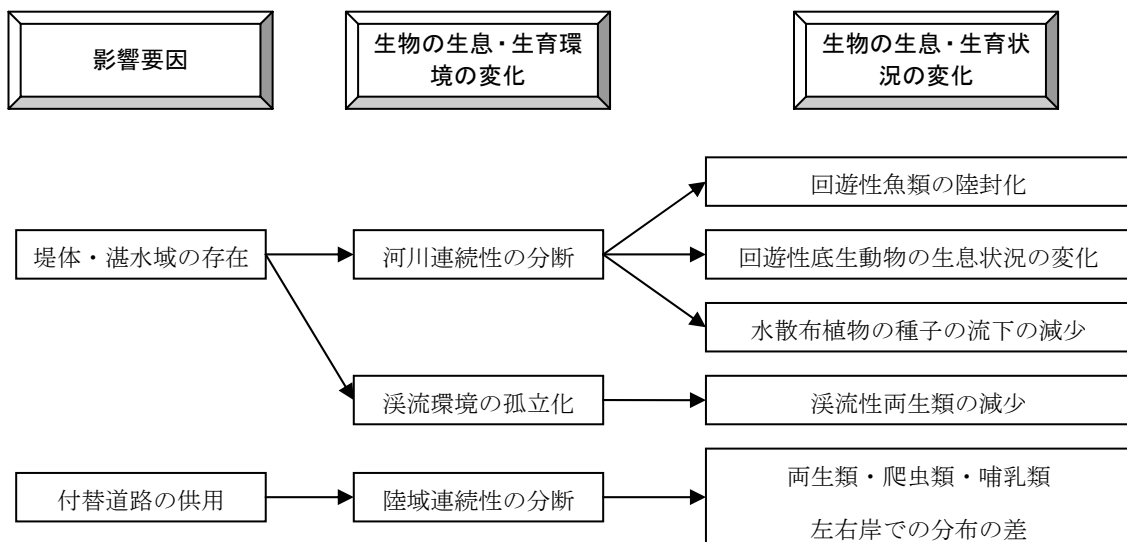 影響要因
生物の生息・生育環
境の変化
生物の生息・生育状
況の変化
回遊性魚類の陸封化
堤体・湛水域の存在
河川連続性の分断
回遊性底生動物の生息状況の変化
水散布植物の種子の流下の減少
渓流環境の孤立化
渓流性両生類の減少
付替道路の供用
陸域連続性の分断
両生類・爬虫類・哺乳類
左右岸での分布の差